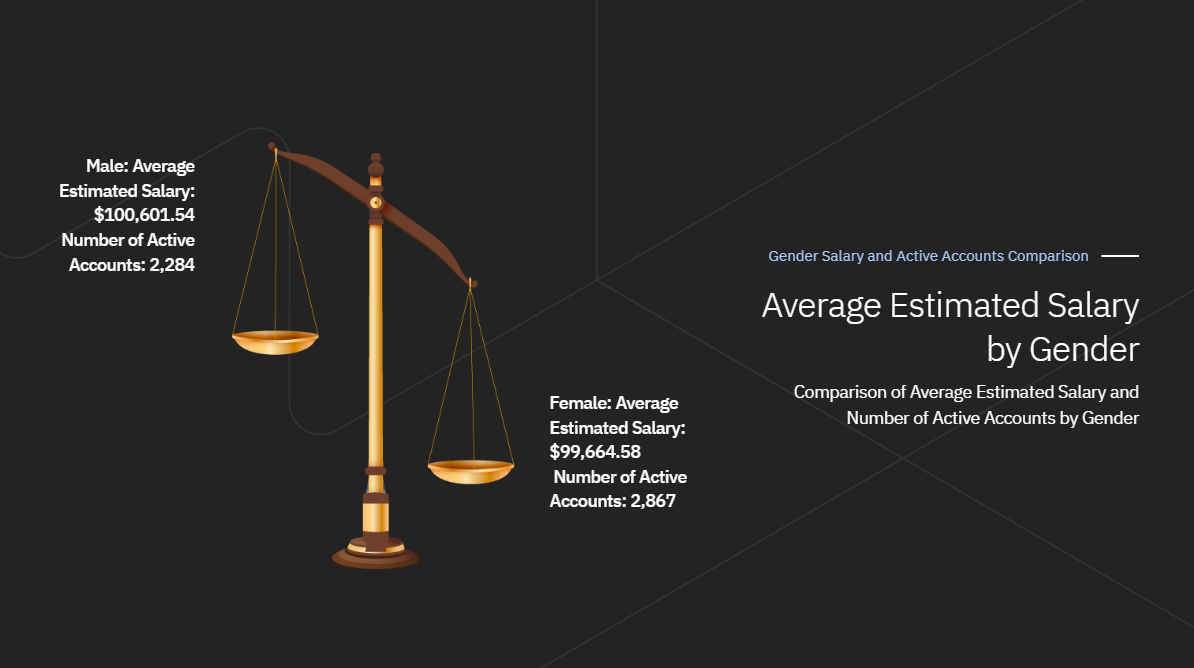 Male: Average
Estimated Salary:
$100,601.54
Number of Active
Accounts: 2,284
Female: Average
Estimated Salary:
$99,664.58
Number of Active
Accounts: 2,867
Gender Salary and Active Accounts Comparison
Average Estimated Salary
by Gender
Comparison of Average Estimated Salary and
Number of Active Accounts by Gender